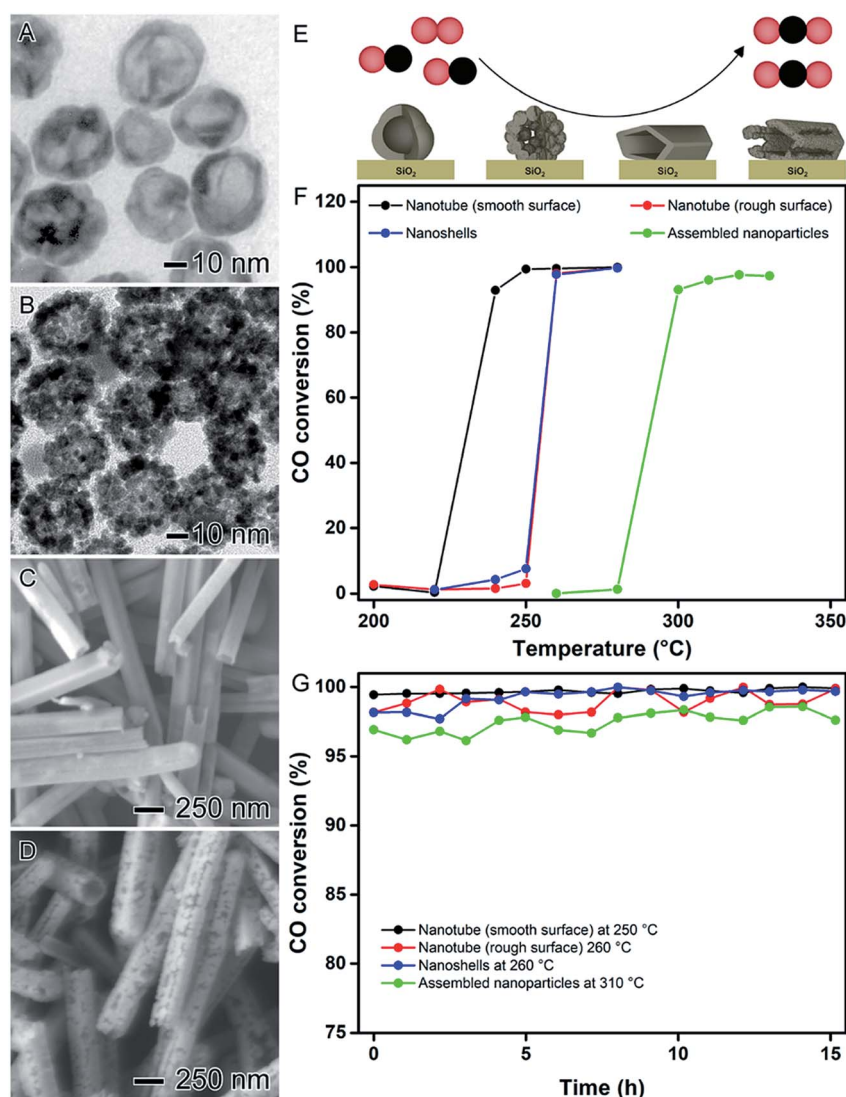 A
10 nm
B
10 nm
C
250 nm
D
250 nm
E
SiO₂
SiO₂
SiO₂
SiO₂
F
Nanotube (smooth surface)
Nanotube (rough surface)
Nanoshells
Assembled nanoparticles
CO conversion (%)
120
100
80
60
40
20
0
200
250
300
350
Temperature (°C)
G
CO conversion (%)
100
95
90
85
80
75
Nanotube (smooth surface) at 250 °C
Nanotube (rough surface) 260 °C
Nanoshells at 260 °C
Assembled nanoparticles at 310 °C
0
5
10
15
Time (h)